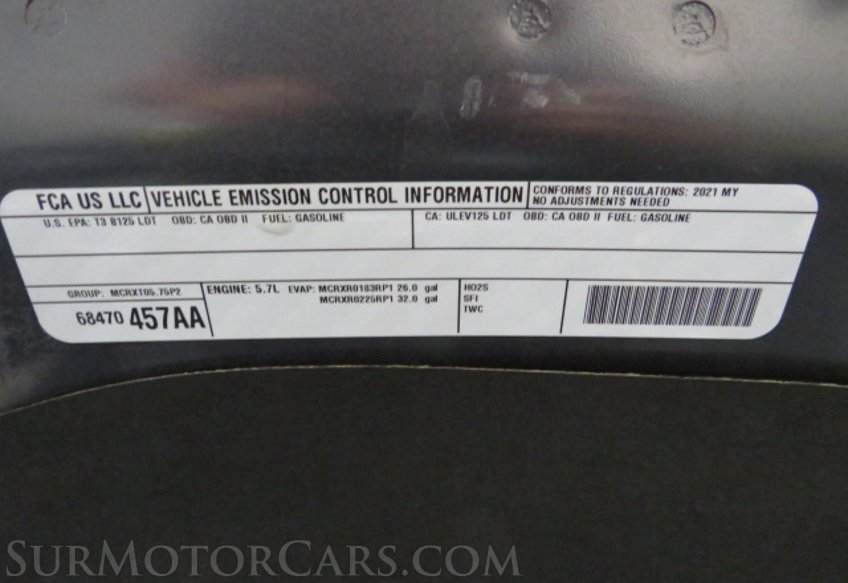 FCA US LLC VEHICLE EMISSION CONTROL INFORMATION CONFORMS TO REGULATIONS: 2021 MY
NO ADJUSTMENTS NEEDED
U.S. EPA: T3 B125 LDT OBD: CA OBD II FUEL: GASOLINE CA: ULEV125 LDT OBD: CA OBD II FUEL: GASOLINE
GROUP: MCRXT05.75P2 ENGINE: 5.7L EVAP: MCRXR0183RP1 26.0 gal HO2S
MCRXR0225RP1 32.0 gal SFI
68470 457AA TWC
SURMOTORCARS.COM